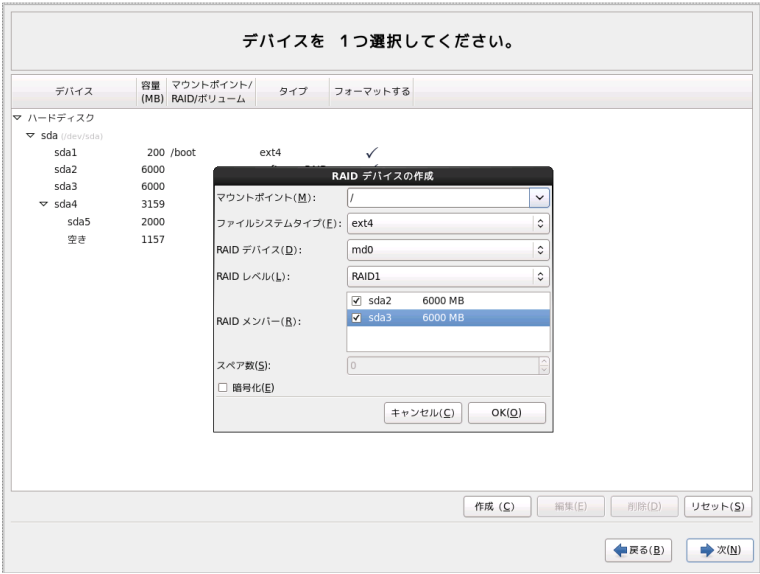 デバイスを 1つ選択してください。
デバイス 容量 (MB) マウントポイント/ RAID/ボリューム タイプ フォーマットする
ハードディスク
sda (/dev/sda)
sda1 200 /boot ext4
sda2 6000
sda3 6000
sda4 3159
sda5 2000
空き 1157
RAID デバイスの作成
マウントポイント(M): /
ファイルシステムタイプ(F): ext4
RAID デバイス(D): md0
RAID レベル(L): RAID1
sda2 6000 MB
RAID メンバー(R): sda3 6000 MB
スペア数(S): 0
暗号化(E)
キャンセル(C) OK(O)
作成 (C) 編集(E) 削除(D) リセット(S)
戻る(B) 次(N)